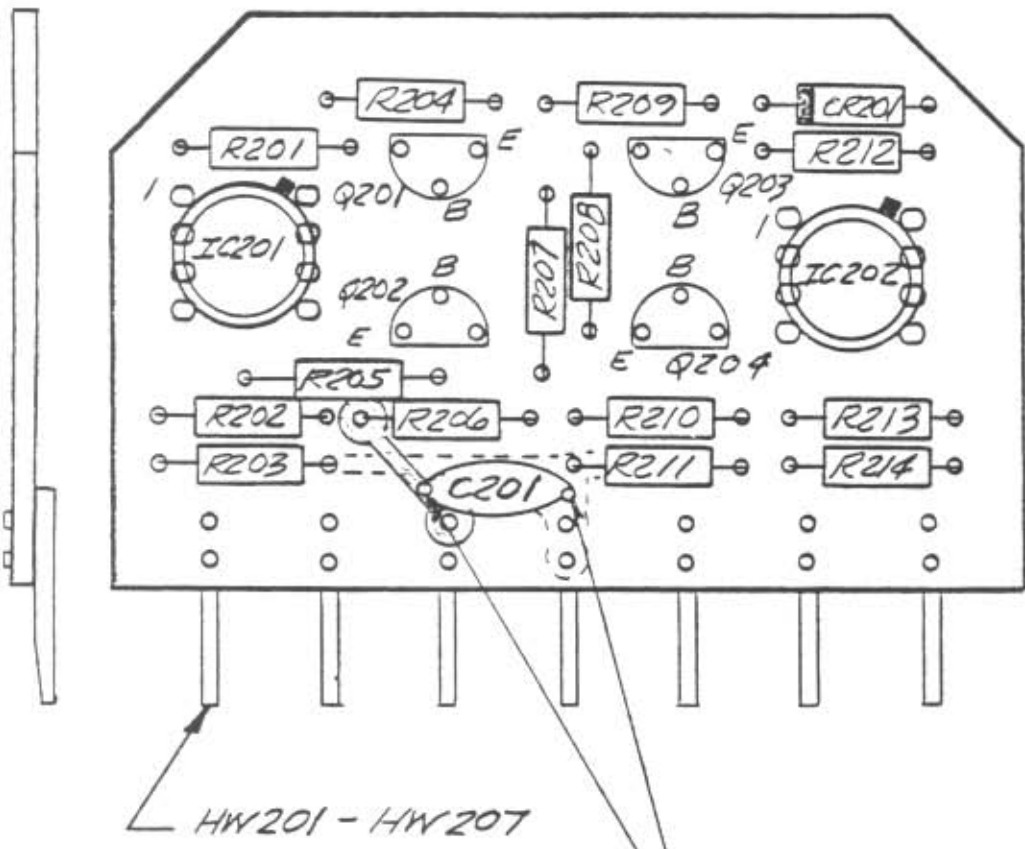 R204
R209
CR201
R201
E
E
R212
Q201
Q203
1
B
B
1
IC201
R207
R208
IC202
Q202
B
B
E
E
Q204
R205
R202
R206
R210
R213
R203
C201
R211
R214
HW201 - HW207